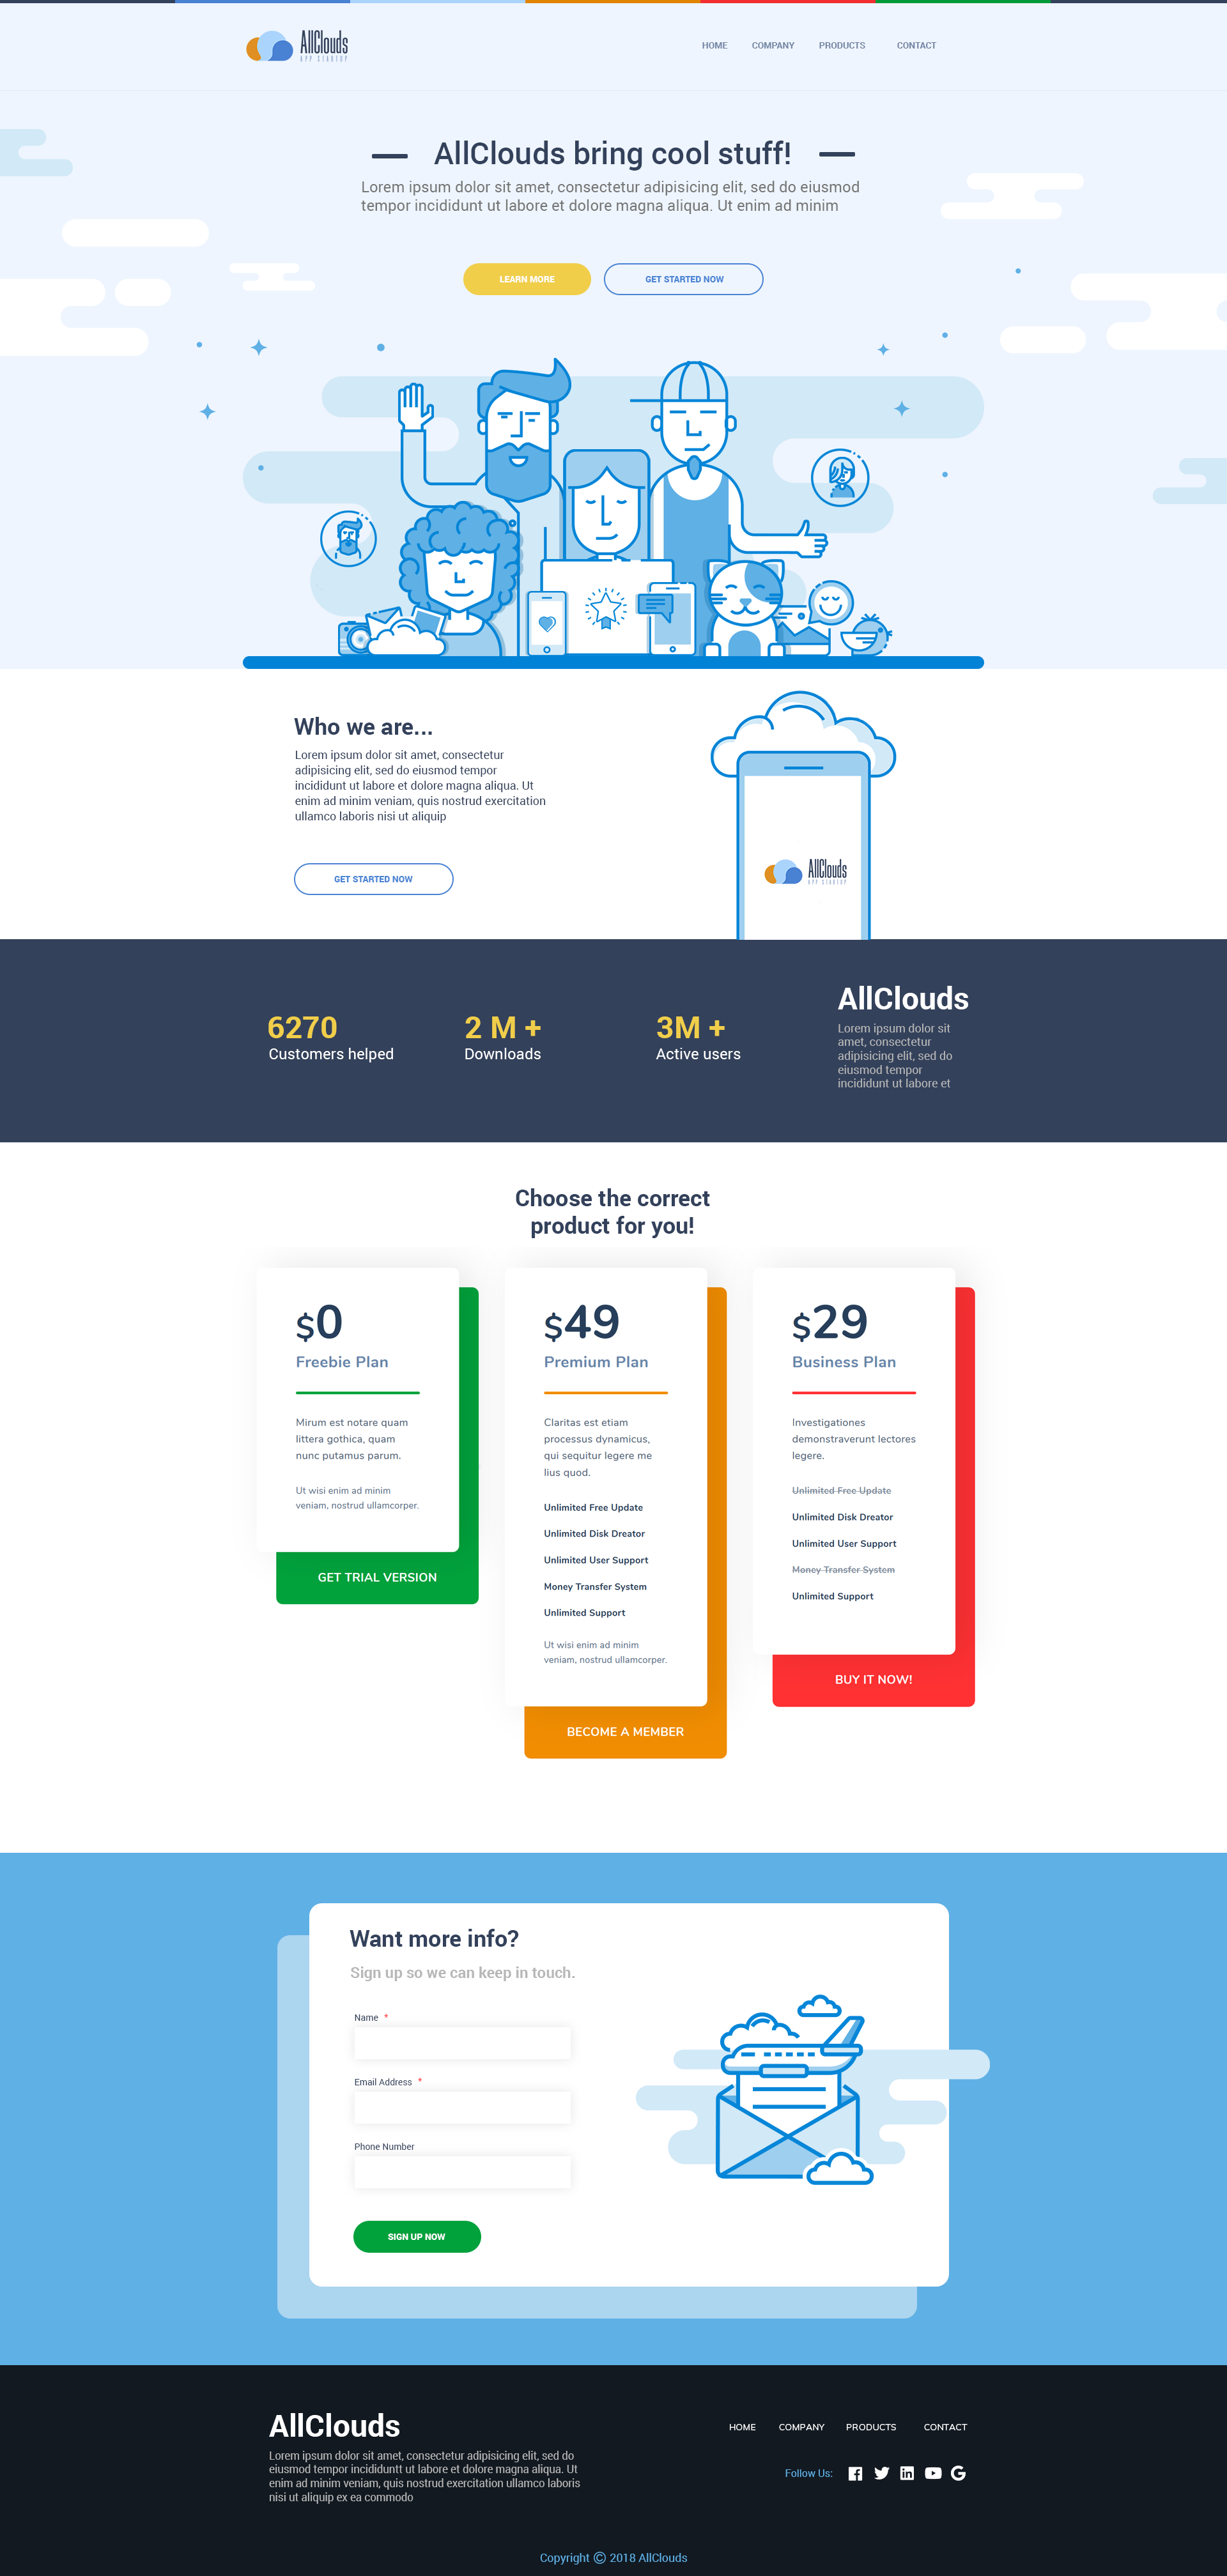 AllClouds
APP STARTUP
HOME COMPANY PRODUCTS CONTACT
AllClouds bring cool stuff!
Lorem ipsum dolor sit amet, consectetur adipisicing elit, sed do eiusmod
tempor incididunt ut labore et dolore magna aliqua. Ut enim ad minim
LEARN MORE
GET STARTED NOW
Who we are...
Lorem ipsum dolor sit amet, consectetur
adipisicing elit, sed do eiusmod tempor
incididunt ut labore et dolore magna aliqua. Ut
enim ad minim veniam, quis nostrud exercitation
ullamco laboris nisi ut aliquip
GET STARTED NOW
AllClouds
APP STARTUP
6270
Customers helped
2 M +
Downloads
3M +
Active users
AllClouds
Lorem ipsum dolor sit
amet, consectetur
adipisicing elit, sed do
eiusmod tempor
incididunt ut labore et
Choose the correct
product for you!
$0
Freebie Plan
Mirum est notare quam
littera gothica, quam
nunc putamus parum.
Ut wisi enim ad minim
veniam, nostrud ullamcorper.
GET TRIAL VERSION
$49
Premium Plan
Claritas est etiam
processus dynamicus,
qui sequitur legere me
lius quod.
Unlimited Free Update
Unlimited Disk Dreator
Unlimited User Support
Money Transfer System
Unlimited Support
Ut wisi enim ad minim
veniam, nostrud ullamcorper.
BECOME A MEMBER
$29
Business Plan
Investigationes
demonstraverunt lectores
legere.
Unlimited Free Update
Unlimited Disk Dreator
Unlimited User Support
Money Transfer System
Unlimited Support
BUY IT NOW!
Want more info?
Sign up so we can keep in touch.
Name *
Email Address *
Phone Number
SIGN UP NOW
AllClouds
Lorem ipsum dolor sit amet, consectetur adipisicing elit, sed do
eiusmod tempor incididuntt ut labore et dolore magna aliqua. Ut
enim ad minim veniam, quis nostrud exercitation ullamco laboris
nisi ut aliquip ex ea commodo
HOME COMPANY PRODUCTS CONTACT
Follow Us:
Copyright © 2018 AllClouds